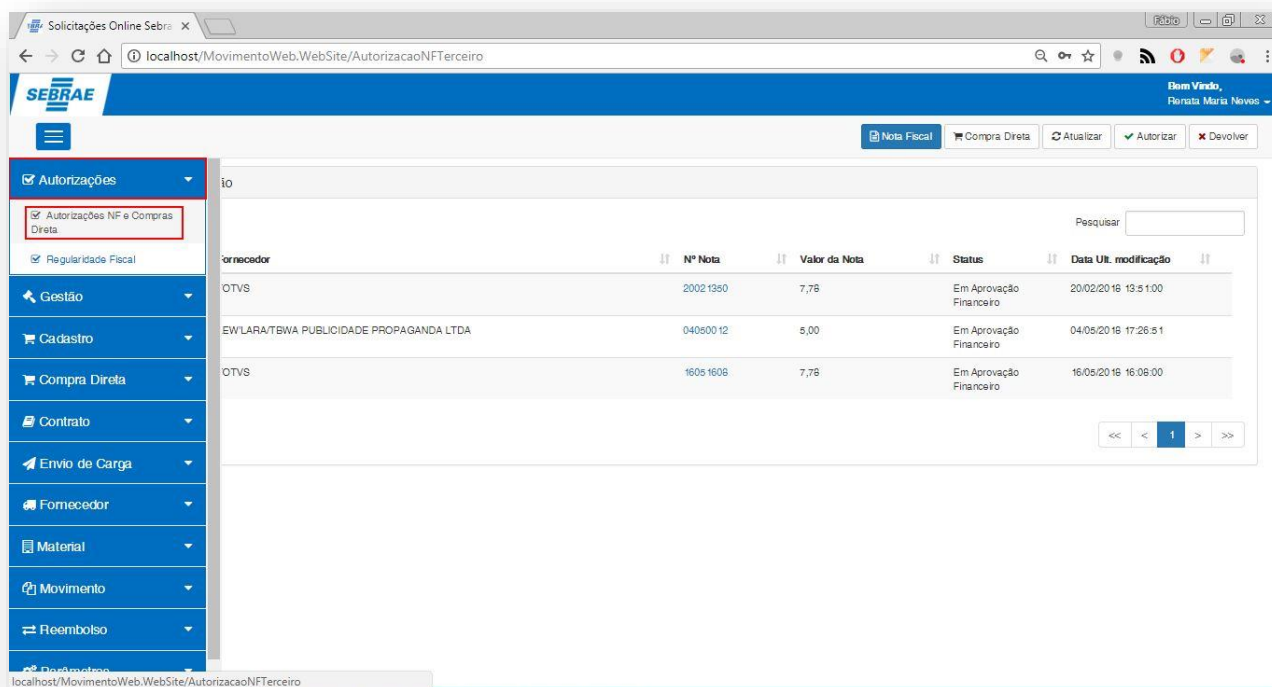 Solicitações Online Sebra
Fábio
localhost/MovimentoWeb.WebSite/AutorizacaoNFTerceiro
SEBRAE
Bem Vindo,
Renata Maria Neves
Nota Fiscal
Compra Direta
Atualizar
Autorizar
Devolver
Autorizações
ão
Autorizações NF e Compras
Direta
Pesquisar
Regularidade Fiscal
ornecedor
Nº Nota
Valor da Nota
Status
Data Ult. modificação
Gestão
OTVS
20021350
7,78
Em Aprovação
Financeiro
20/02/2018 13:51:00
Cadastro
EW'LARA/TBWA PUBLICIDADE PROPAGANDA LTDA
04050012
5,00
Em Aprovação
Financeiro
04/05/2018 17:26:51
Compra Direta
OTVS
16051608
7,78
Em Aprovação
Financeiro
16/05/2018 16:08:00
Contrato
<< < 1 > >>
Envio de Carga
Fornecedor
Material
Movimento
Reembolso
Parâmetros
localhost/MovimentoWeb.WebSite/AutorizacaoNFTerceiro